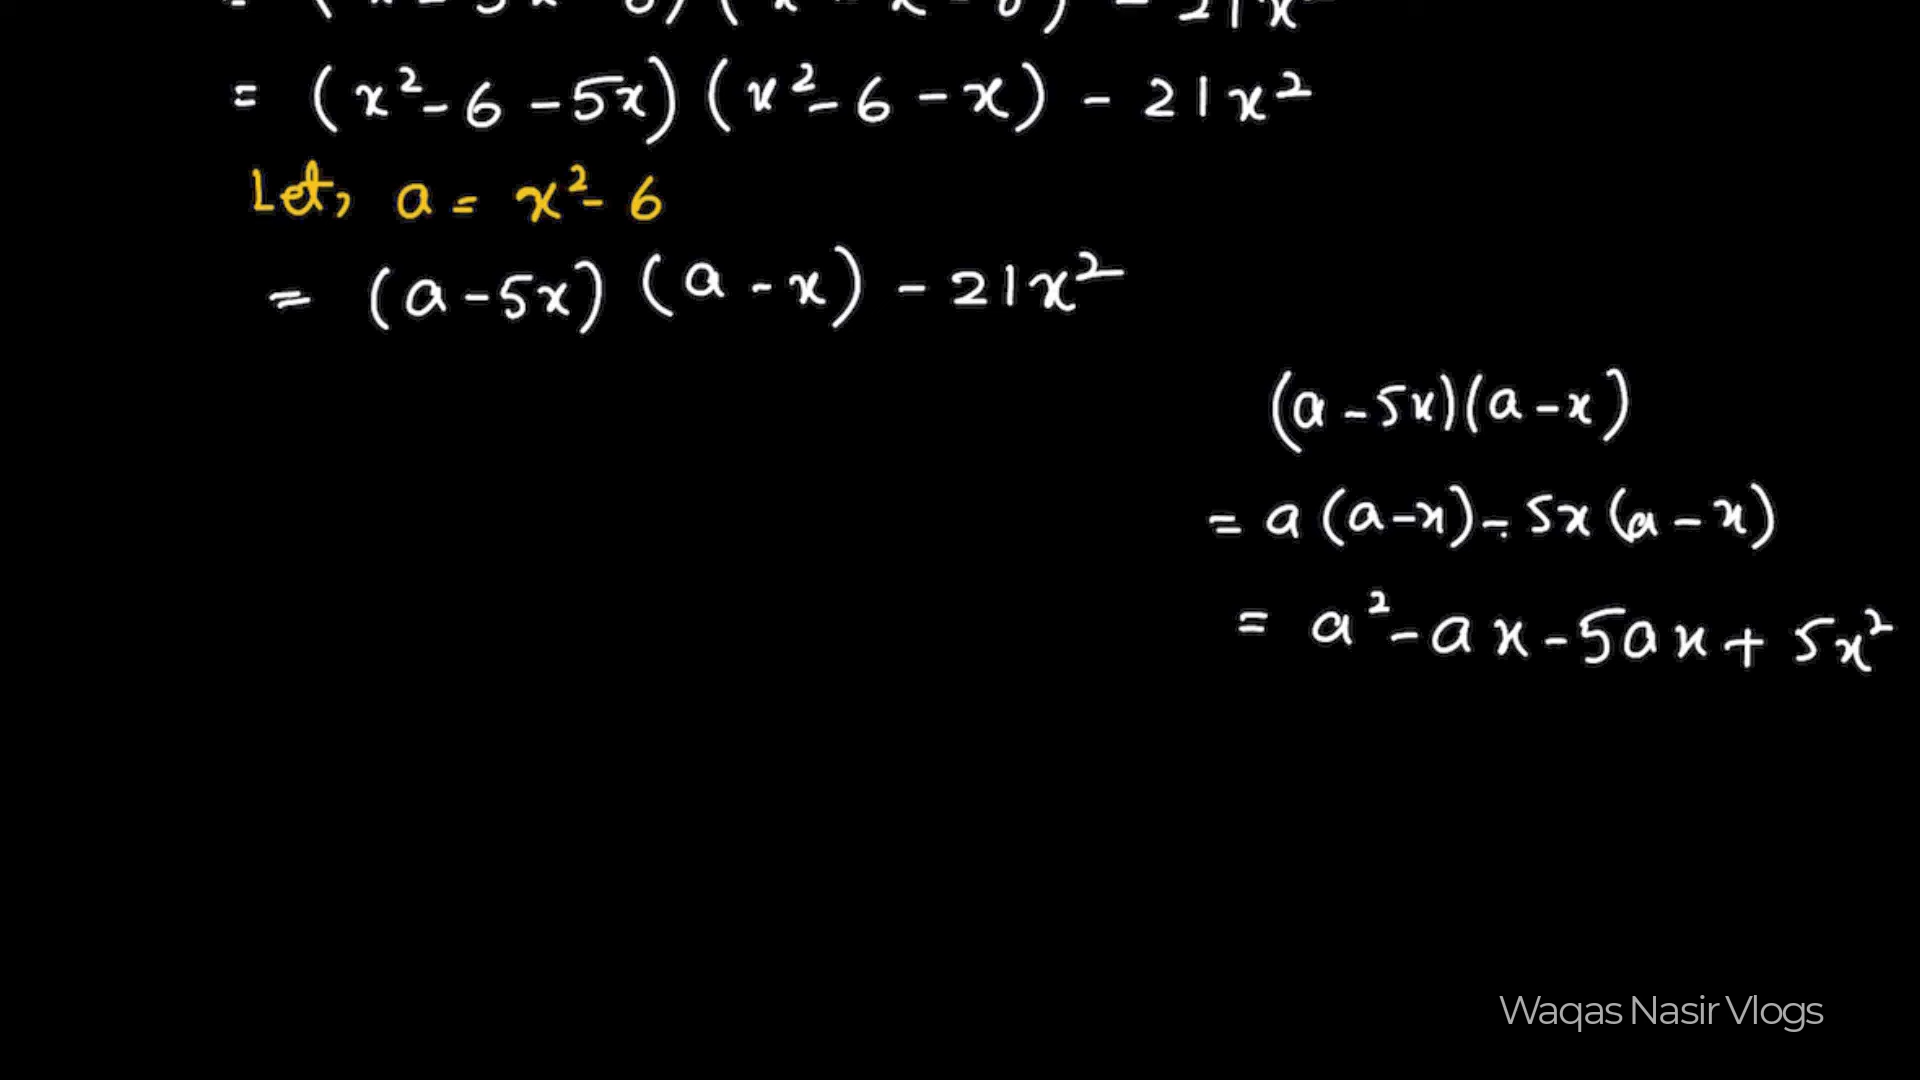 = (x² - 6 - 5x) (x² - 6 - x) - 21x²
Let, a = x² - 6
= (a - 5x) (a - x) - 21x²
(a - 5x)(a - x)
= a (a - x) - 5x (a - x)
= a² - ax - 5ax + 5x²
Waqas Nasir Vlogs